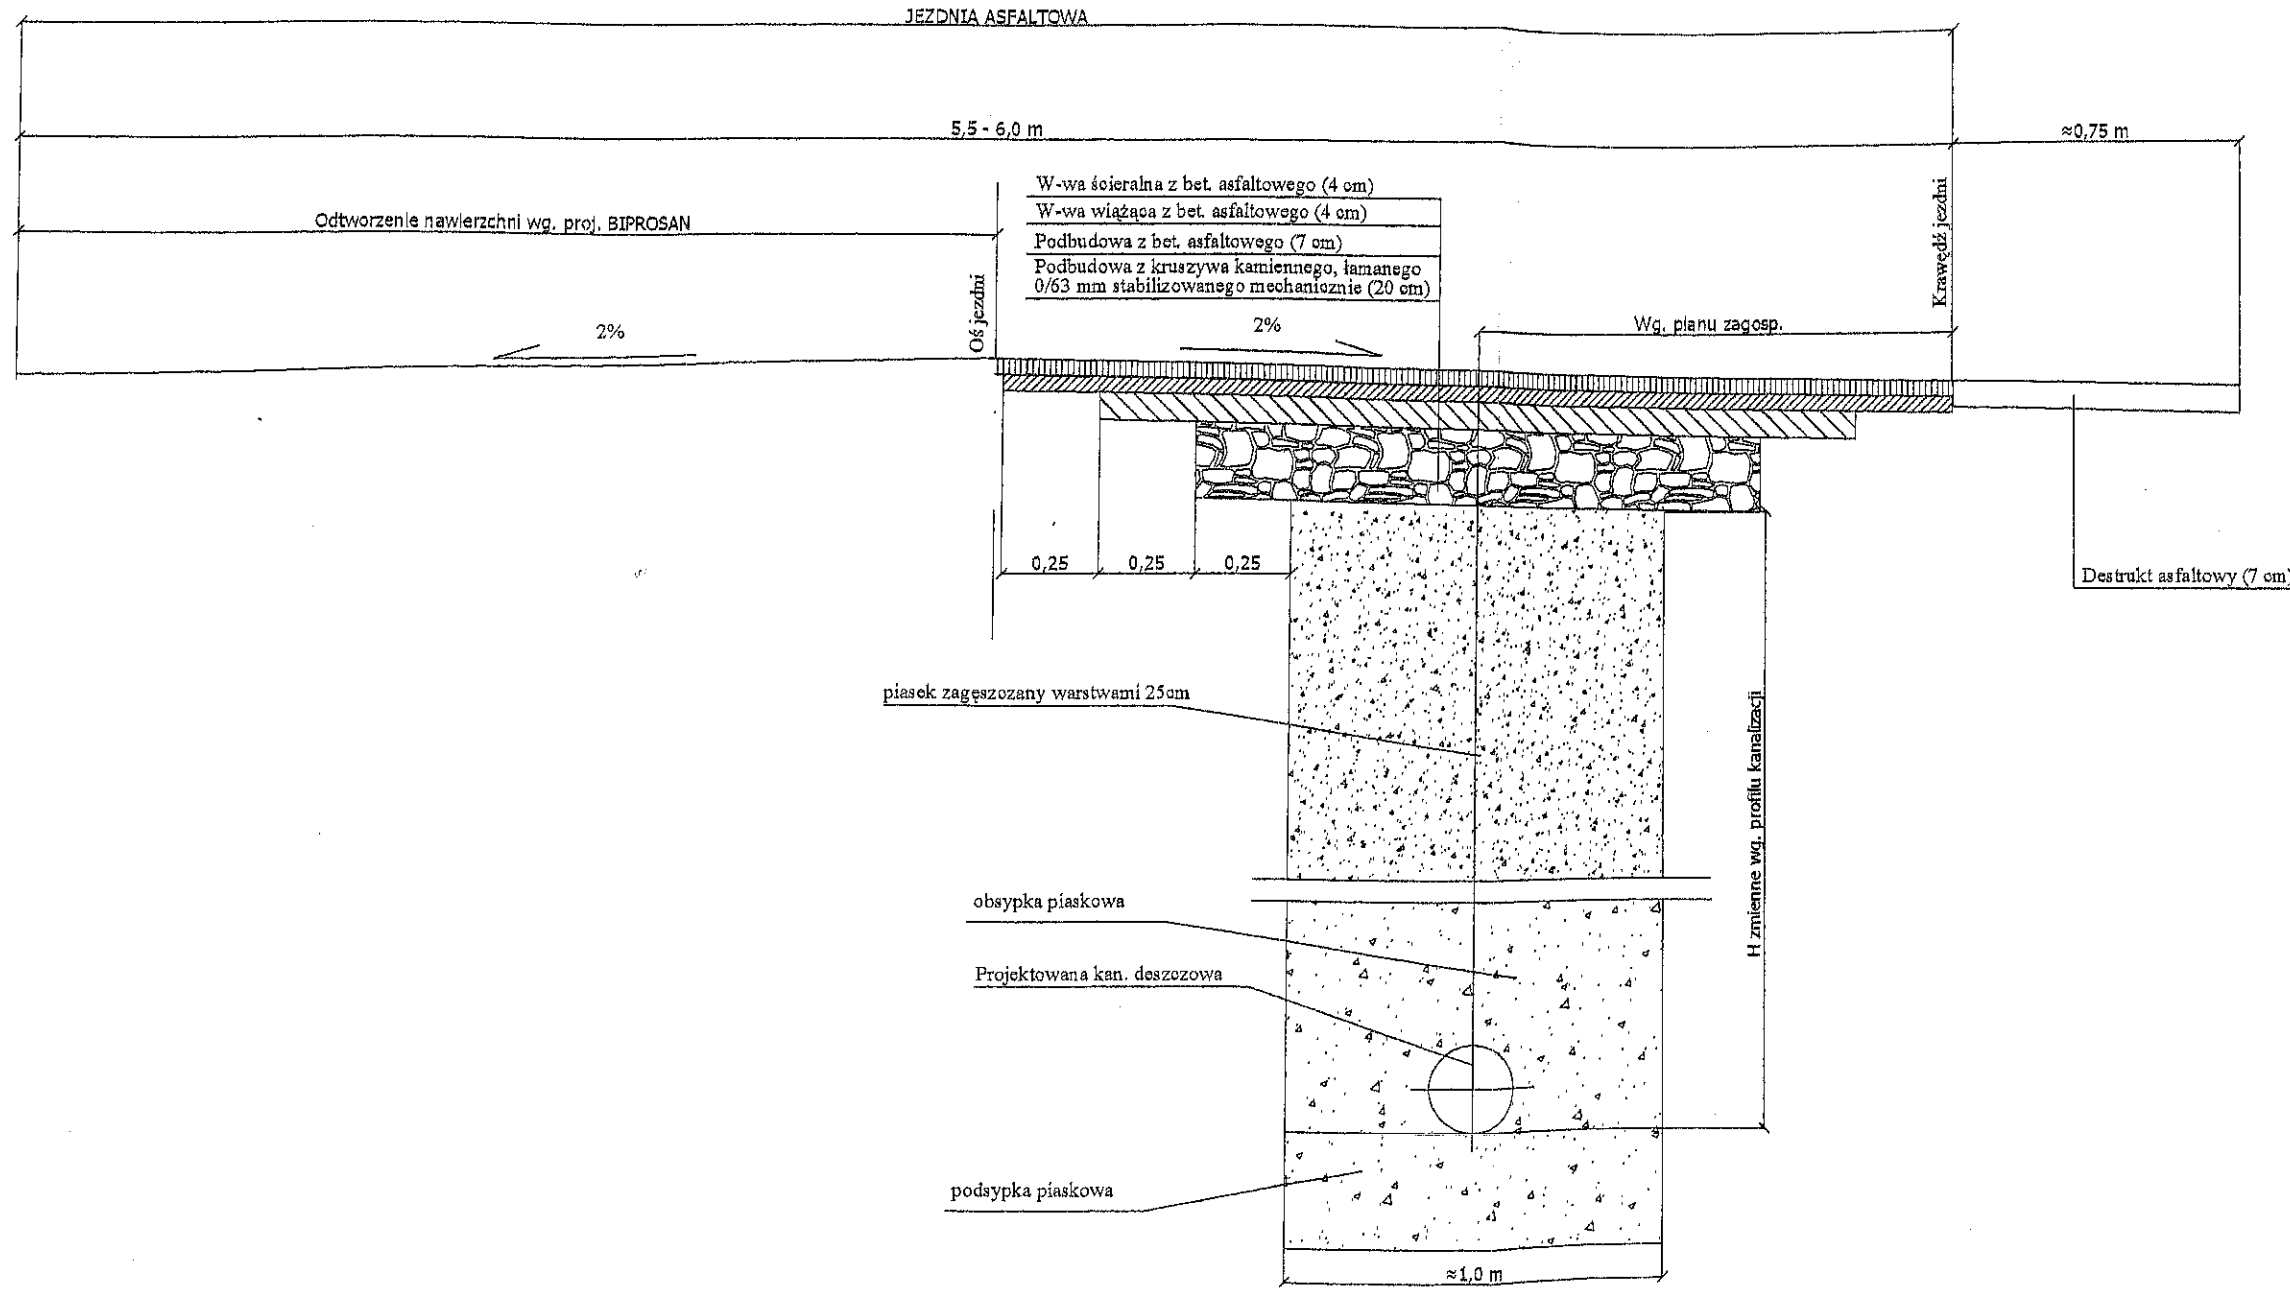 JEZDNIA ASFALTOWA
5,5 - 6,0 m
≈0,75 m
W-wa ścieralna z bet. asfaltowego (4 cm)
W-wa wiążąca z bet. asfaltowego (4 cm)
Podbudowa z bet. asfaltowego (7 cm)
Podbudowa z kruszywa kamiennego, łamanego
0/63 mm stabilizowanego mechanicznie (20 cm)
Odtworzenie nawierzchni wg. proj. BIPROSAN
Oś jezdni
Krawędź jezdni
2%
2%
Wg. planu zagosp.
0,25
0,25
0,25
Destrukt asfaltowy (7 cm)
piasek zagęszczany warstwami 25cm
H zmienne wg. profilu kanalizacji
obsypka piaskowa
Projektowana kan. deszczowa
podsypka piaskowa
≈1,0 m